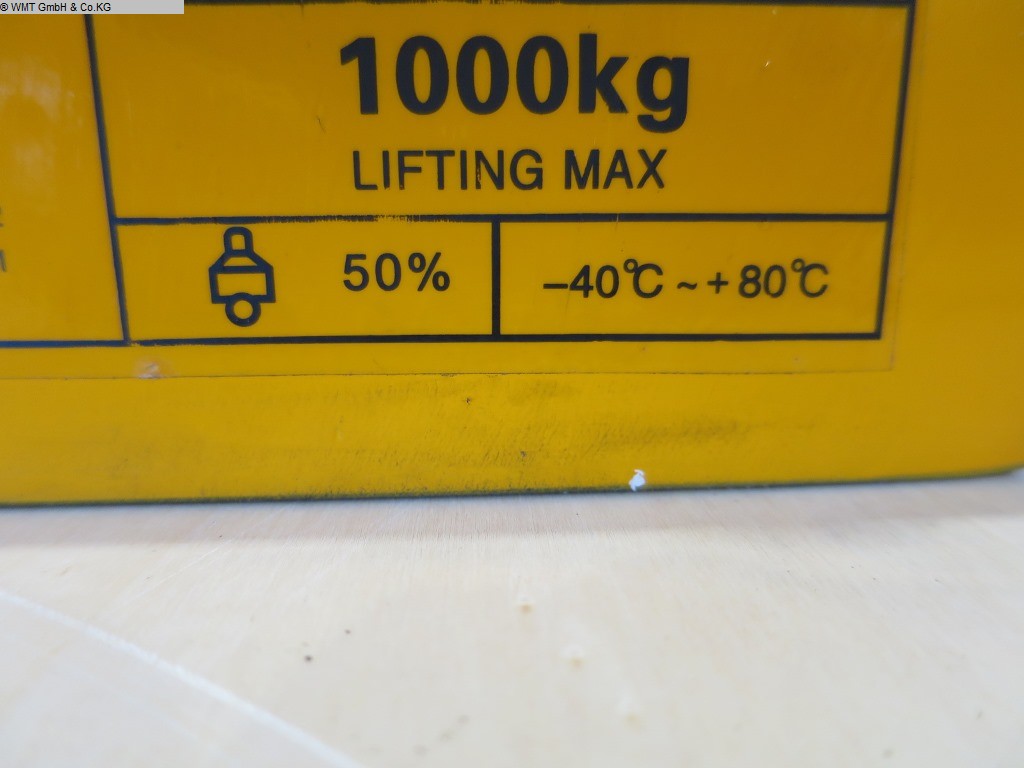 ® WMT GmbH & Co.KG
1000kg
LIFTING MAX
50%
–40℃ ~ + 80℃